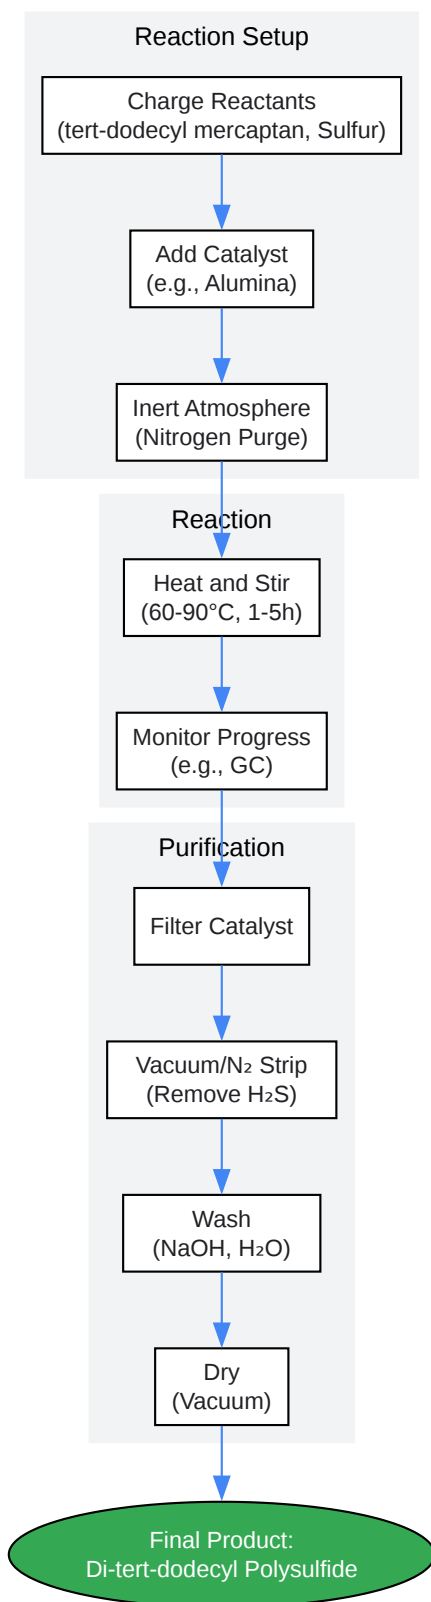 Reaction Setup
Charge Reactants
(tert-dodecyl mercaptan, Sulfur)
Add Catalyst
(e.g., Alumina)
Inert Atmosphere
(Nitrogen Purge)
Reaction
Heat and Stir
(60-90°C, 1-5h)
Monitor Progress
(e.g., GC)
Purification
Filter Catalyst
Vacuum/N₂ Strip
(Remove H₂S)
Wash
(NaOH, H₂O)
Dry
(Vacuum)
Final Product:
Di-tert-dodecyl Polysulfide